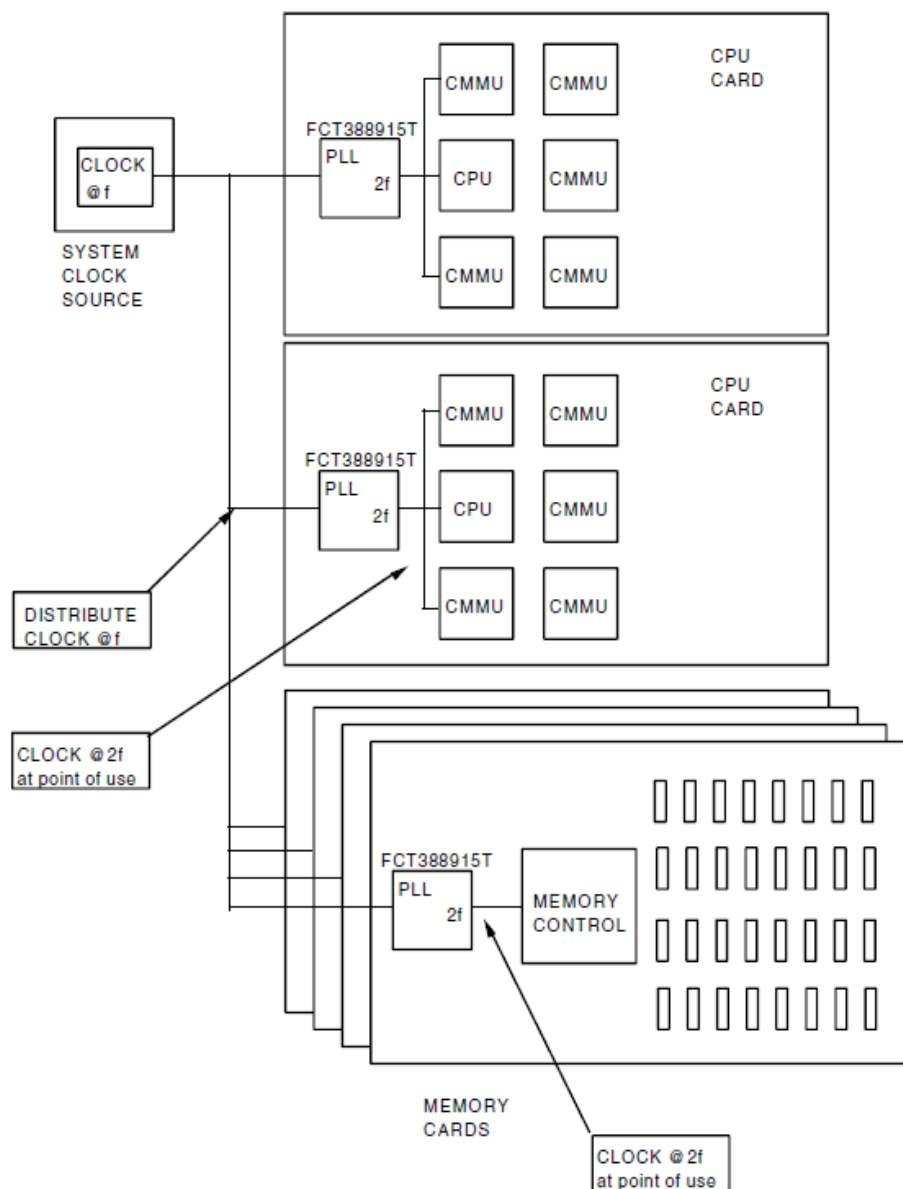 CPU
CARD
CMMU
CMMU
FCT388915T
PLL
2f
CLOCK
@f
CPU
CMMU
SYSTEM
CLOCK
SOURCE
CMMU
CMMU
CPU
CARD
CMMU
CMMU
FCT388915T
PLL
2f
CPU
CMMU
DISTRIBUTE
CLOCK @f
CMMU
CMMU
CLOCK @2f
at point of use
FCT388915T
PLL
2f
MEMORY
CONTROL
MEMORY
CARDS
CLOCK @2f
at point of use